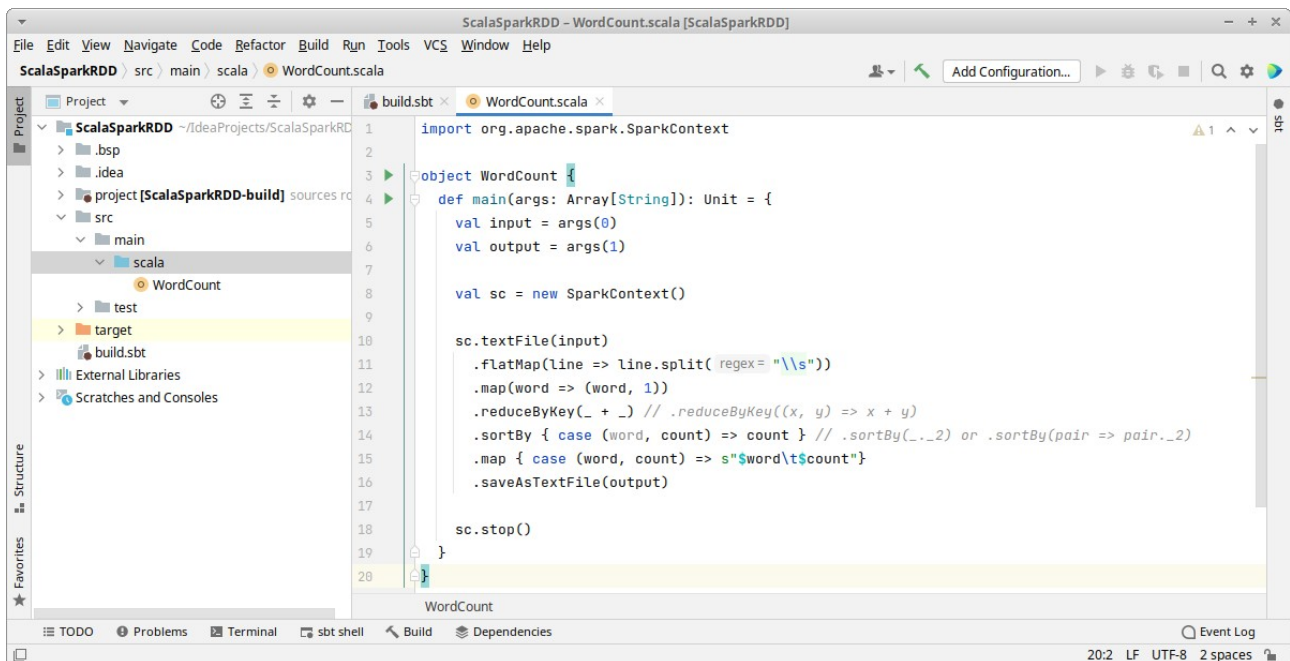 ScalaSparkRDD – WordCount.scala [ScalaSparkRDD]
File Edit View Navigate Code Refactor Build Run Tools VCS Window Help
ScalaSparkRDD src main scala WordCount.scala Add Configuration...
Project build.sbt WordCount.scala
Project
sbt
ScalaSparkRDD ~/IdeaProjects/ScalaSparkRD
.bsp
.idea
project [ScalaSparkRDD-build] sources ro
src
main
scala
WordCount
test
target
build.sbt
External Libraries
Scratches and Consoles
Structure
Favorites
1 import org.apache.spark.SparkContext
1
2
3 object WordCount {
4 def main(args: Array[String]): Unit = {
5 val input = args(0)
6 val output = args(1)
7
8 val sc = new SparkContext()
9
10 sc.textFile(input)
11 .flatMap(line => line.split( regex = "\\s"))
12 .map(word => (word, 1))
13 .reduceByKey(_ + _) // .reduceByKey((x, y) => x + y)
14 .sortBy { case (word, count) => count } // .sortBy(_._2) or .sortBy(pair => pair._2)
15 .map { case (word, count) => s"$word\t$count"}
16 .saveAsTextFile(output)
17
18 sc.stop()
19 }
20 }
WordCount
TODO Problems Terminal sbt shell Build Dependencies Event Log
20:2 LF UTF-8 2 spaces